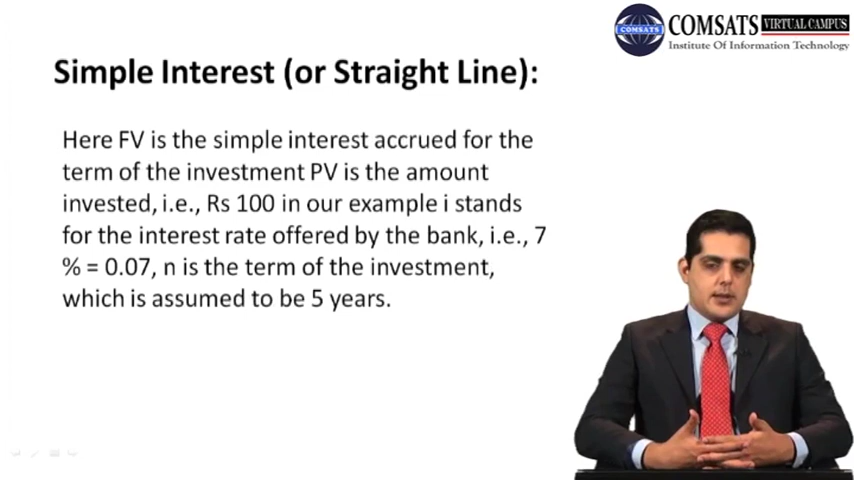 COMSATS VIRTUAL CAMPUS
COMSATS
Institute Of Information Technology
Simple Interest (or Straight Line):
Here FV is the simple interest accrued for the
term of the investment PV is the amount
invested, i.e., Rs 100 in our example i stands
for the interest rate offered by the bank, i.e., 7
% = 0.07, n is the term of the investment,
which is assumed to be 5 years.